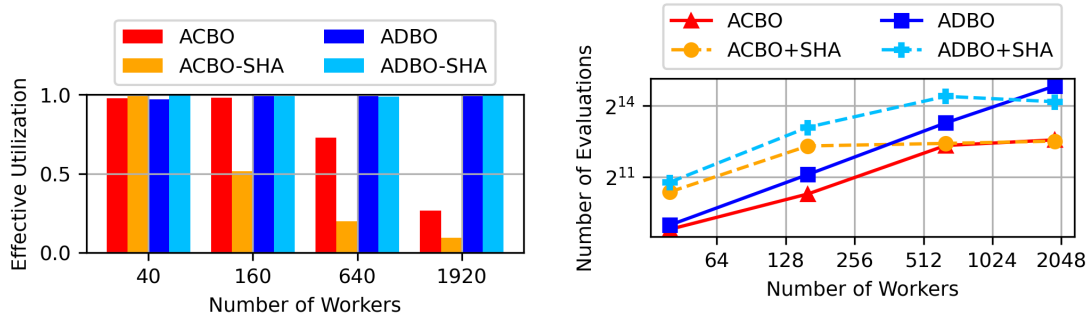 ACBO
ADBO
ACBO-SHA
ADBO-SHA
Effective Utilization
1.0
0.5
0.0
40
160
640
1920
Number of Workers
ACBO
ADBO
ACBO+SHA
ADBO+SHA
Number of Evaluations
2^14
2^11
64
128
256
512
1024
2048
Number of Workers